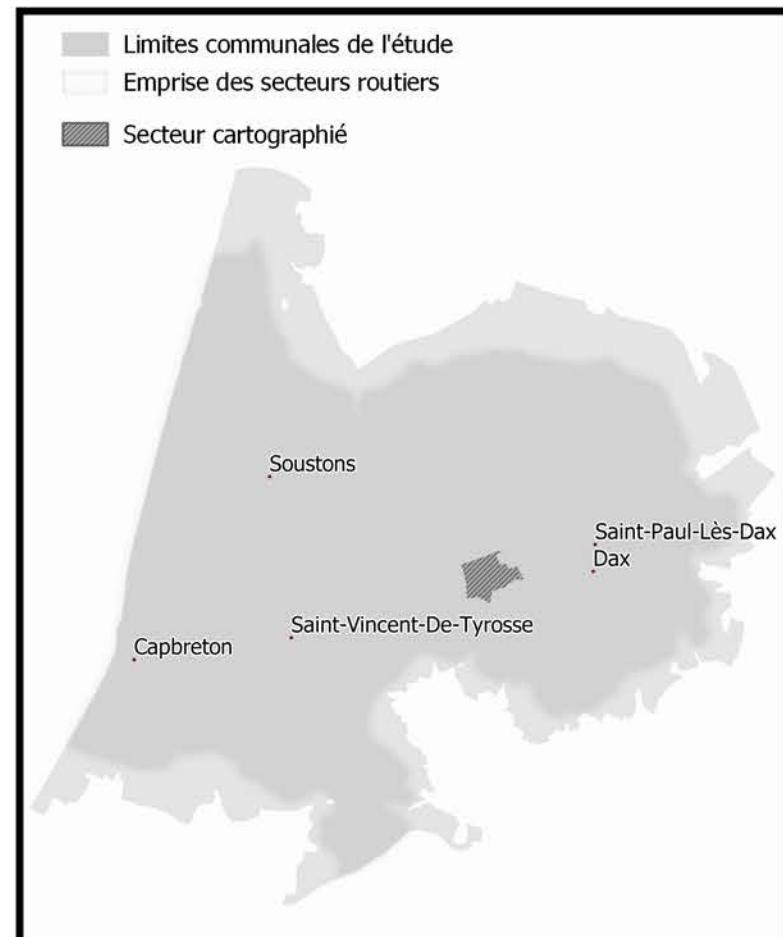 Limites communales de l'étude
Emprise des secteurs routiers
Secteur cartographié
Soustons
Saint-Paul-Lès-Dax
Dax
Saint-Vincent-De-Tyrosse
Capbreton